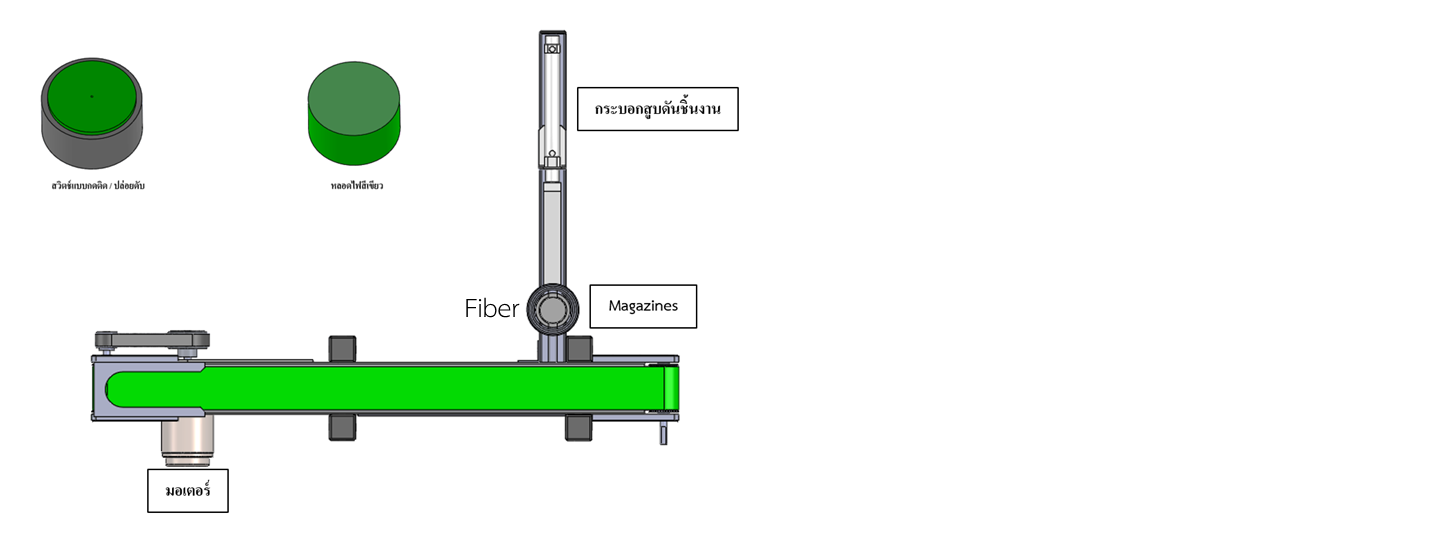 กระบอกสูบดันชิ้นงาน
สวิตช์แบบกดติด / ปล่อยดับ
หลอดไฟสีเขียว
Fiber
Magazines
มอเตอร์